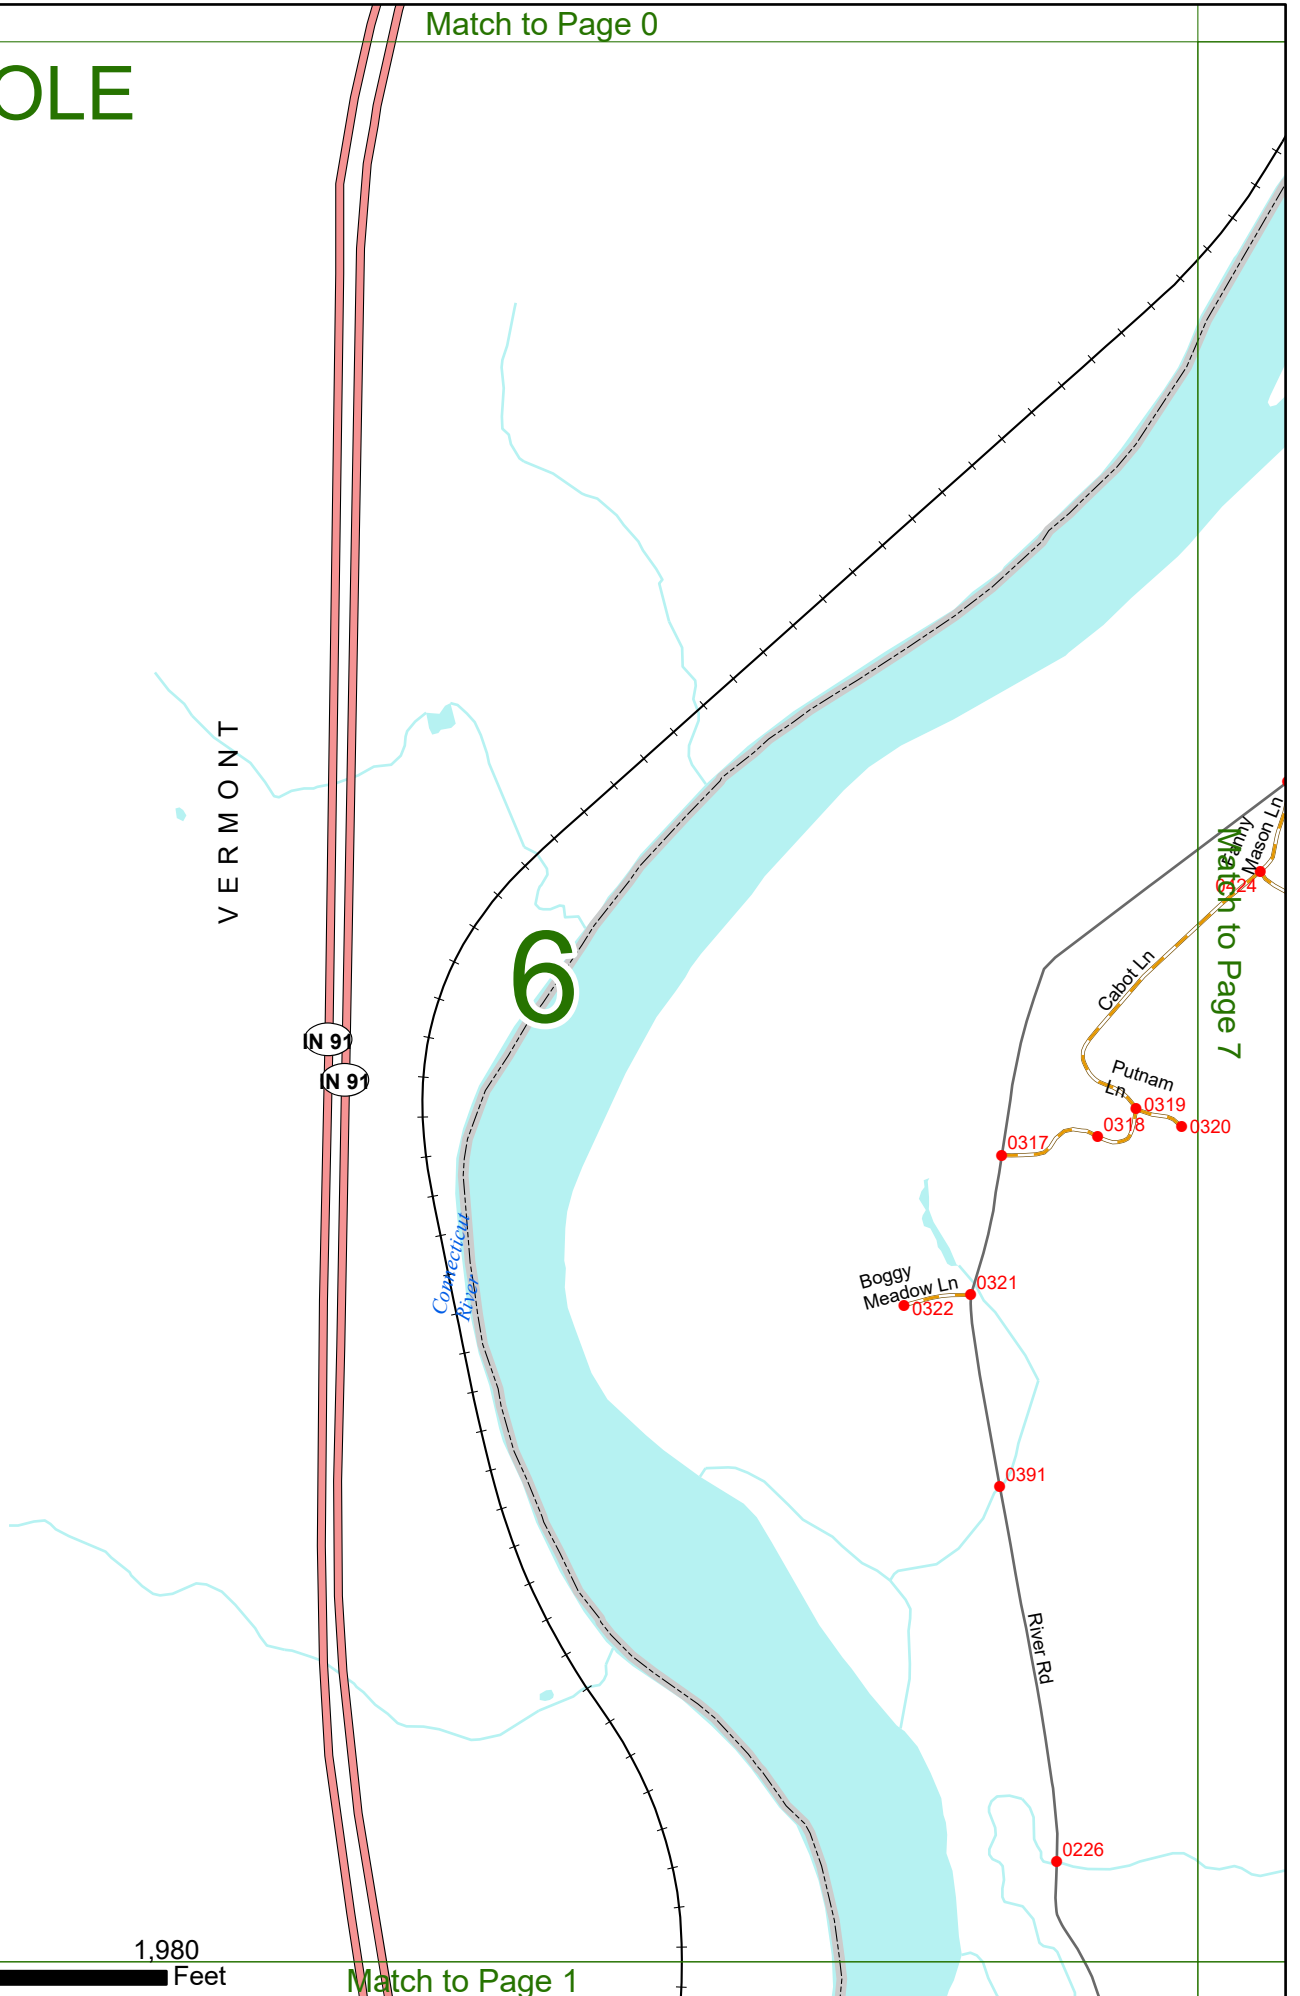 Match to Page 0
OLE
VERMONT
Fanny
Mason Ln
0424
Match to Page 7
Cabot Ln
6
IN 91
IN 91
Putnam
Ln
0319
0318
0320
0317
Connecticut
River
Boggy
Meadow Ln
0321
0322
0391
River Rd
0226
1,980
Feet
Match to Page 1